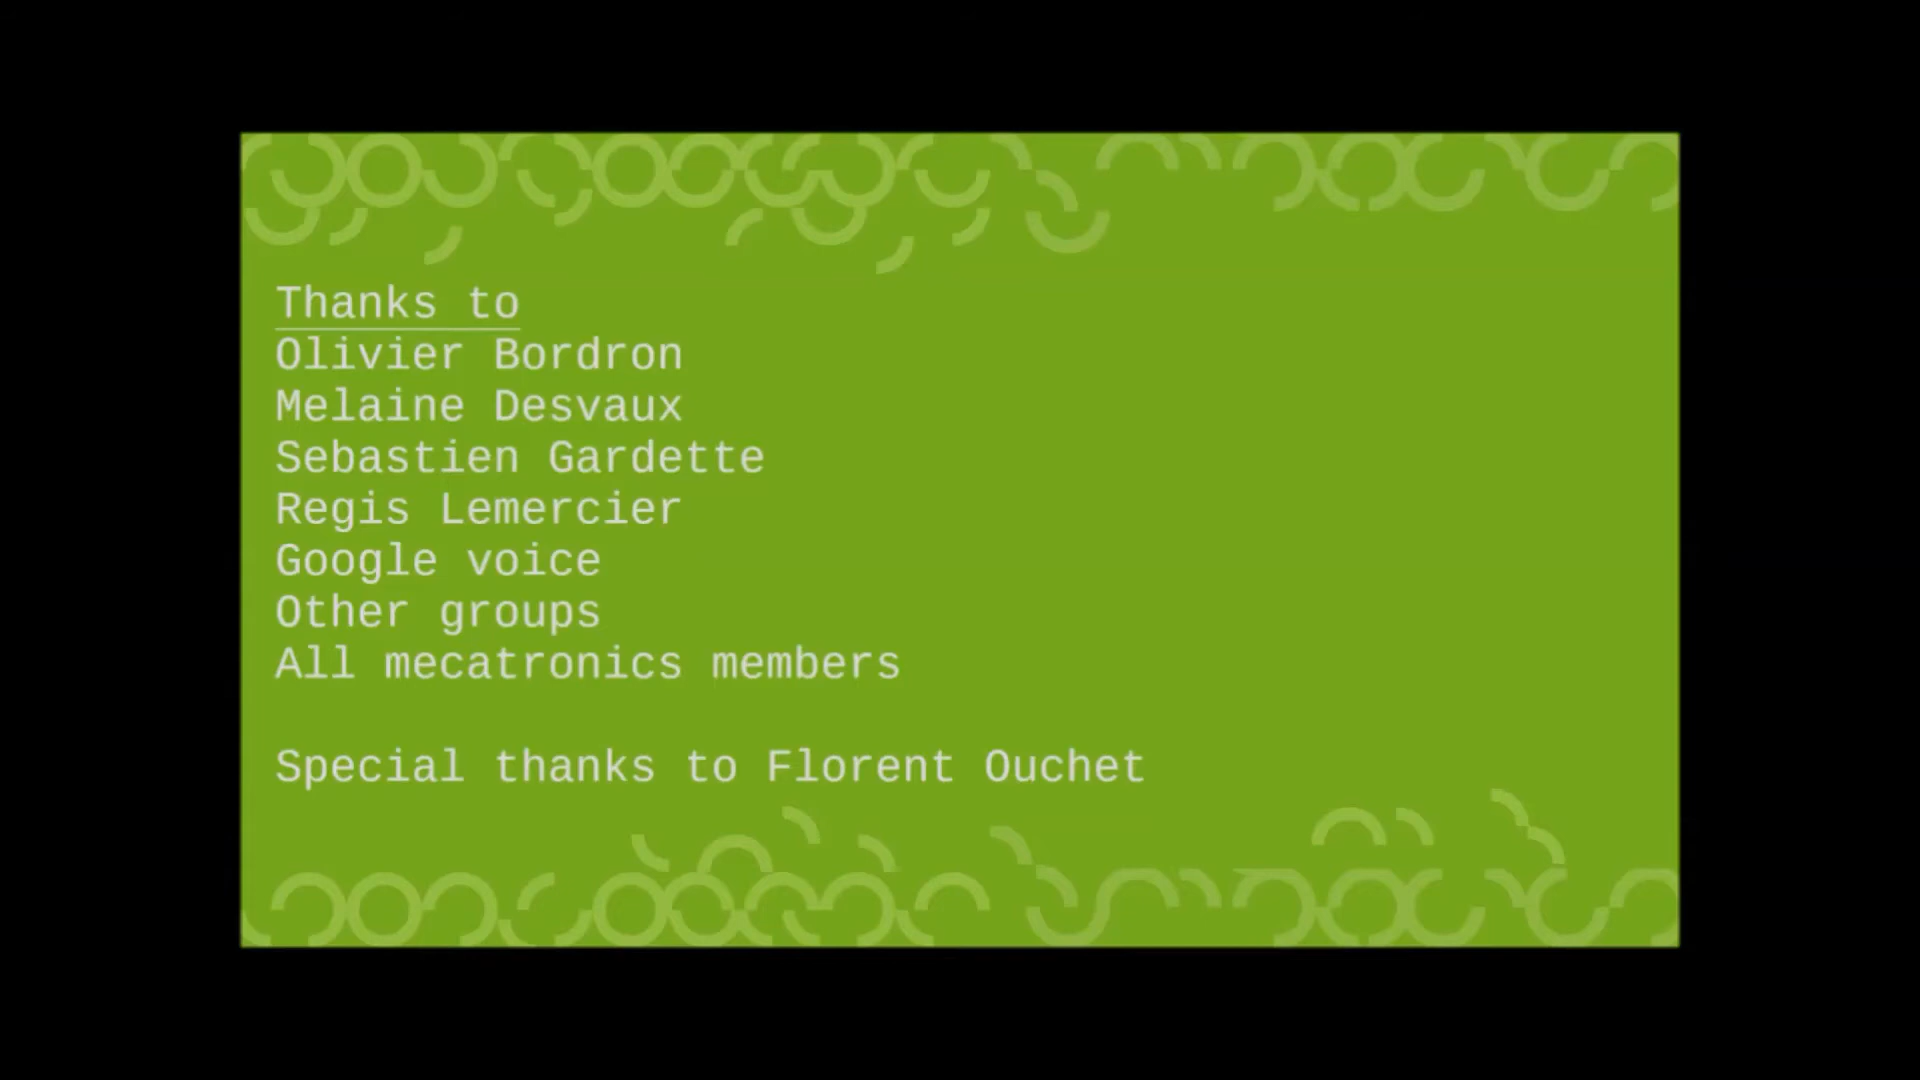 Thanks to
Olivier Bordron
Melaine Desvaux
Sebastien Gardette
Regis Lemercier
Google voice
Other groups
All mecatronics members
Special thanks to Florent Ouchet